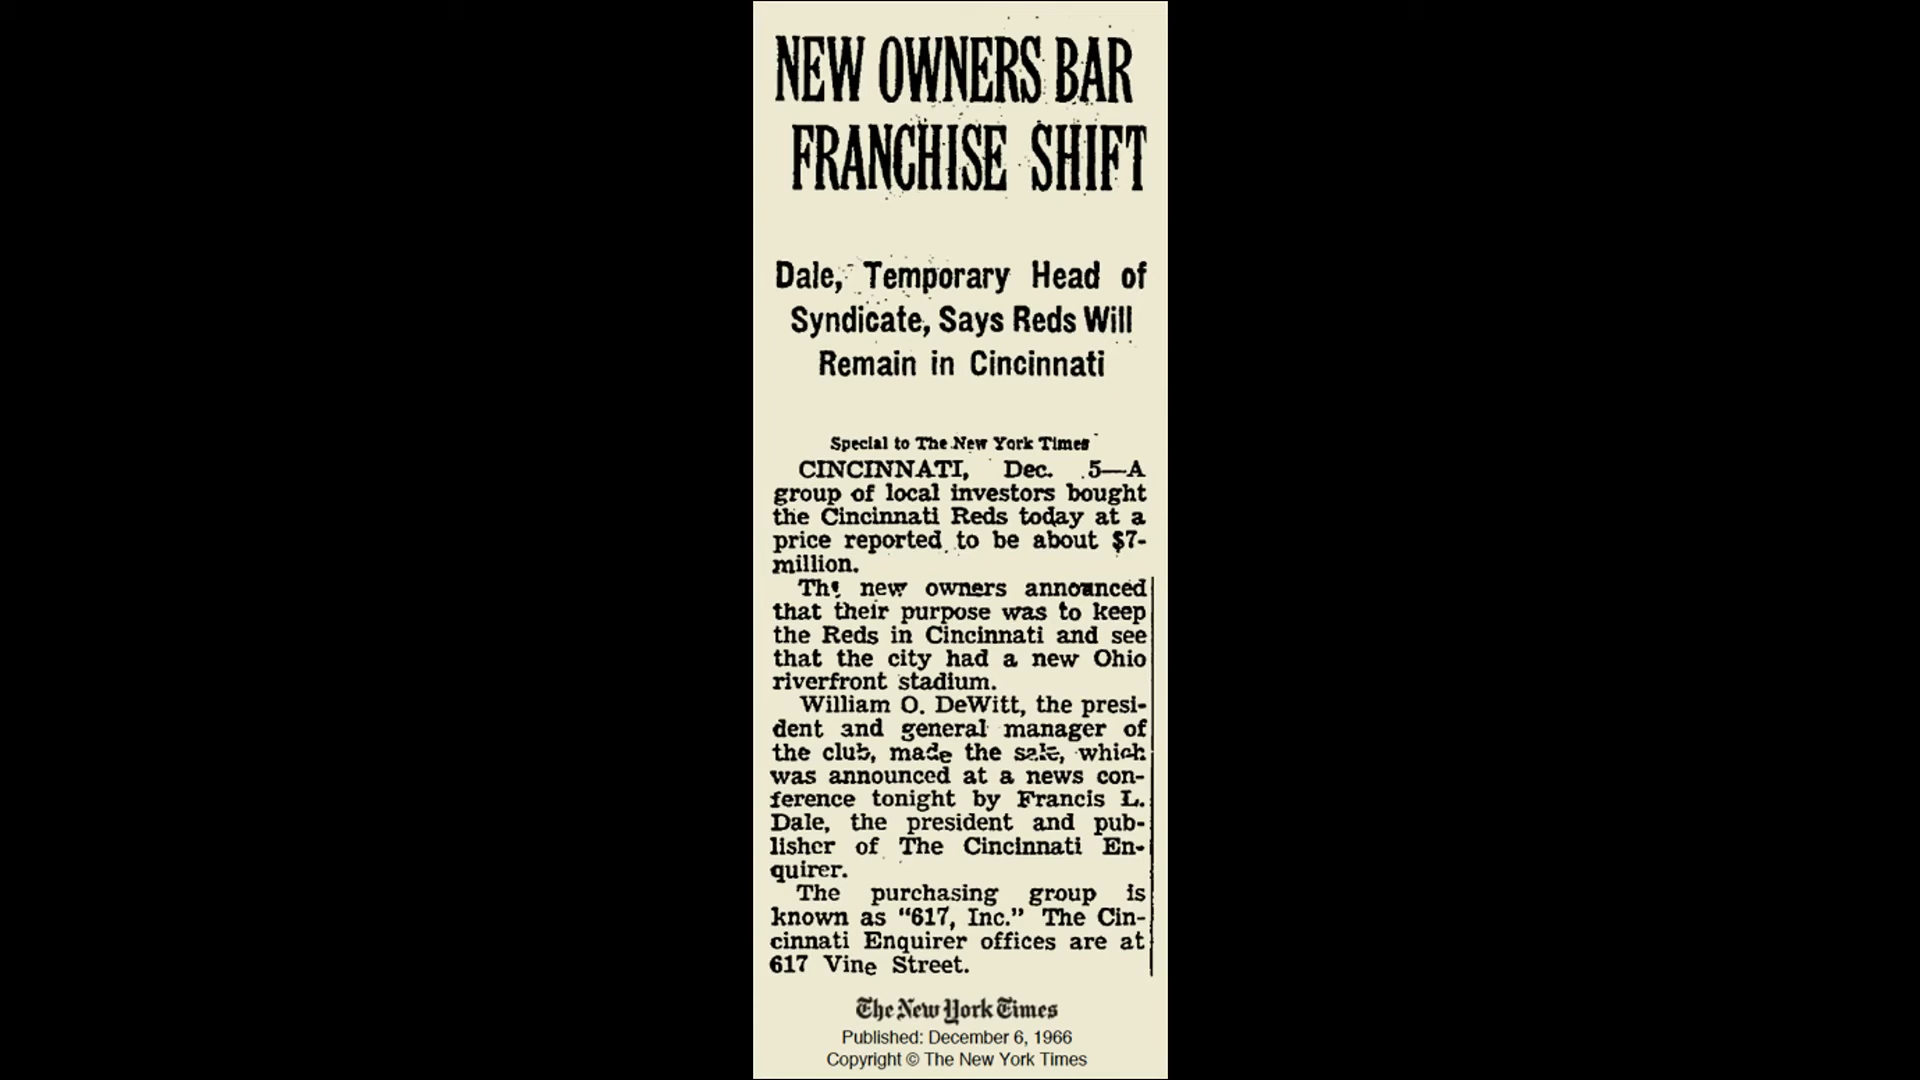 NEW OWNERS BAR
FRANCHISE SHIFT
Dale, Temporary Head of
Syndicate, Says Reds Will
Remain in Cincinnati
Special to The New York Times
CINCINNATI, Dec. 5—A
group of local investors bought
the Cincinnati Reds today at a
price reported to be about $7-
million.
The new owners announced
that their purpose was to keep
the Reds in Cincinnati and see
that the city had a new Ohio
riverfront stadium.
William O. DeWitt, the presi-
dent and general manager of
the club, made the sale, which
was announced at a news con-
ference tonight by Francis L.
Dale, the president and pub-
lisher of The Cincinnati En-
quirer.
The purchasing group is
known as “617, Inc.” The Cin-
cinnati Enquirer offices are at
617 Vine Street.
The New York Times
Published: December 6, 1966
Copyright © The New York Times